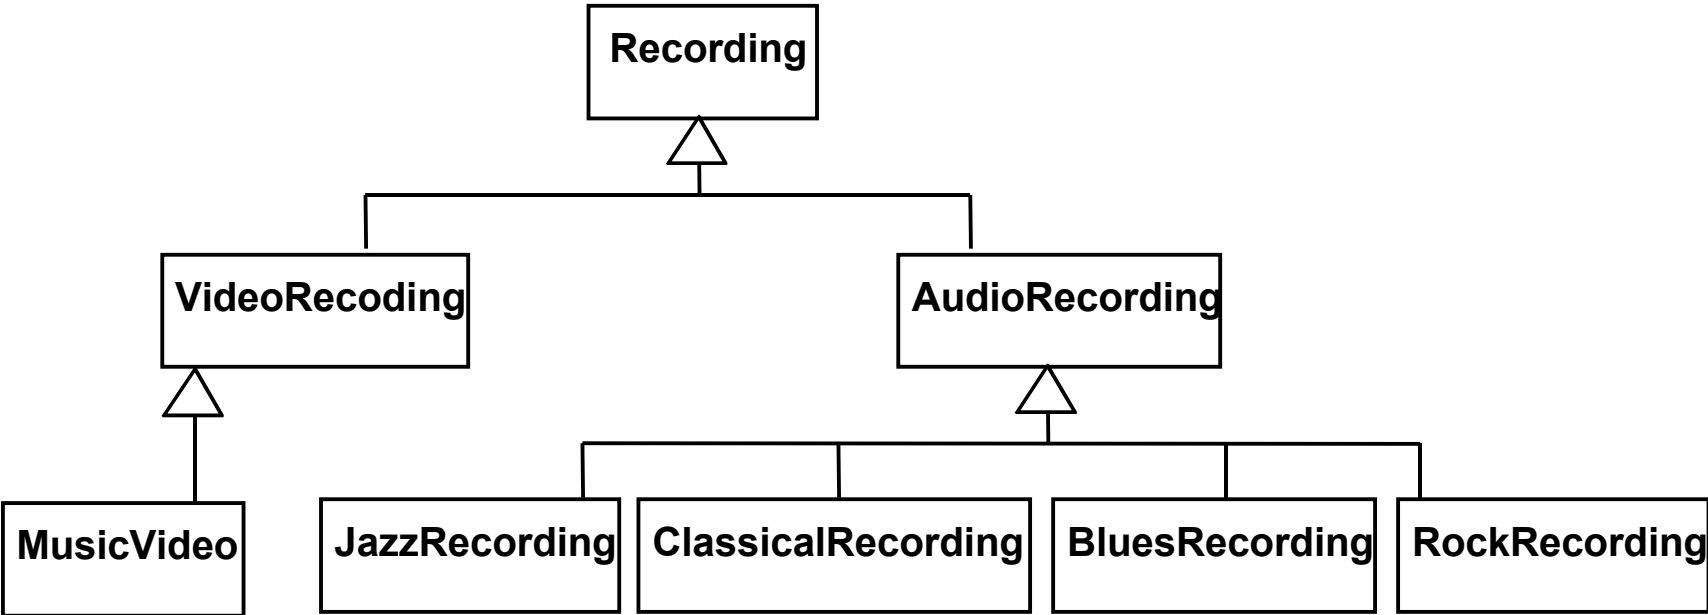 Recording
VideoRecoding
AudioRecording
MusicVideo
JazzRecording
ClassicalRecording
BluesRecording
RockRecording